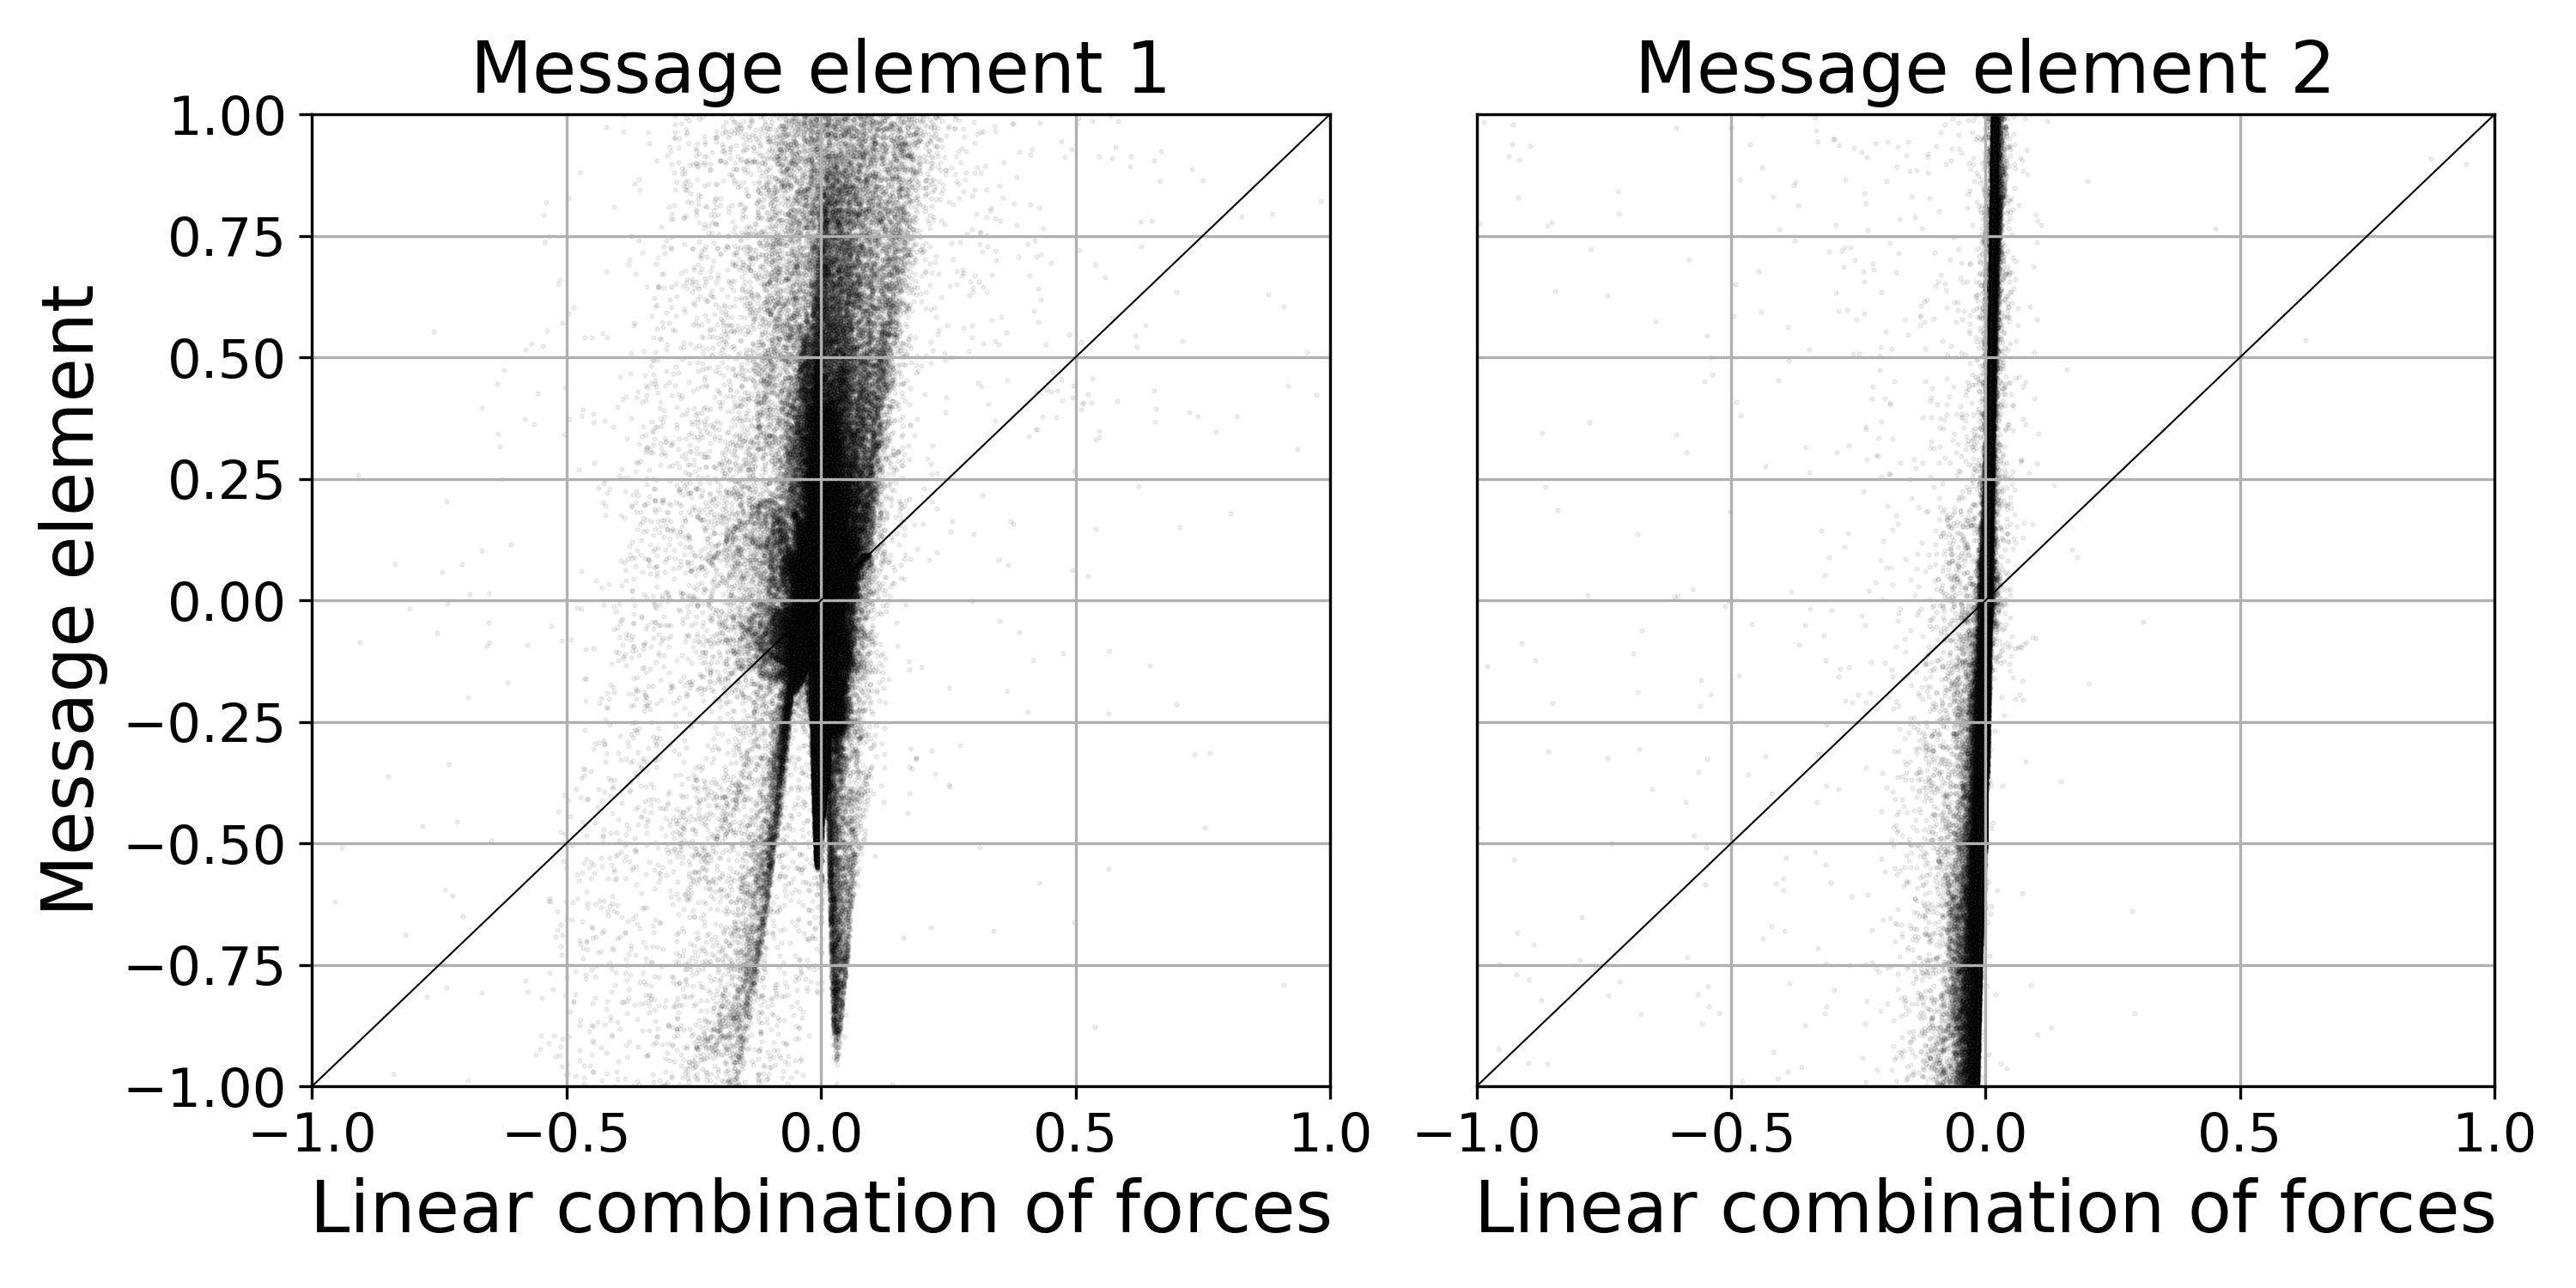 Message element 1
Message element 2
Message element
1.00
0.75
0.50
0.25
0.00
−0.25
−0.50
−0.75
−1.00
−1.0 −0.5 0.0 0.5 1.0
−1.0 −0.5 0.0 0.5 1.0
Linear combination of forces
Linear combination of forces